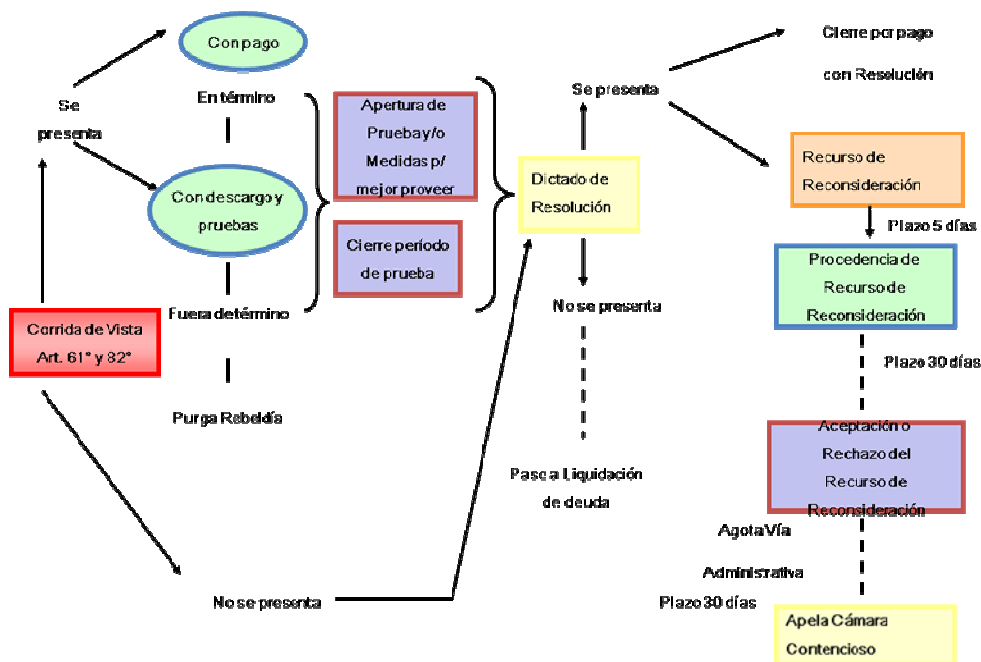 Con pago
En término
Se
presenta
Con descargo y
pruebas
Fuera de término
Corrida de Vista
Art. 61° y 82°
Purga Rebeldía
No se presenta
Apertura de
Prueba y/o
Medidas p/
mejor proveer
Cierre período
de prueba
Dictado de
Resolución
Se presenta
No se presenta
Pase a Liquidación
de deuda
Cierre por pago
con Resolución
Recurso de
Reconsideración
Plazo 5 días
Procedencia de
Recurso de
Reconsideración
Plazo 30 días
Aceptación o
Rechazo del
Recurso de
Reconsideración
Agota Vía
Administrativa
Plazo 30 días
Apela Cámara
Contencioso